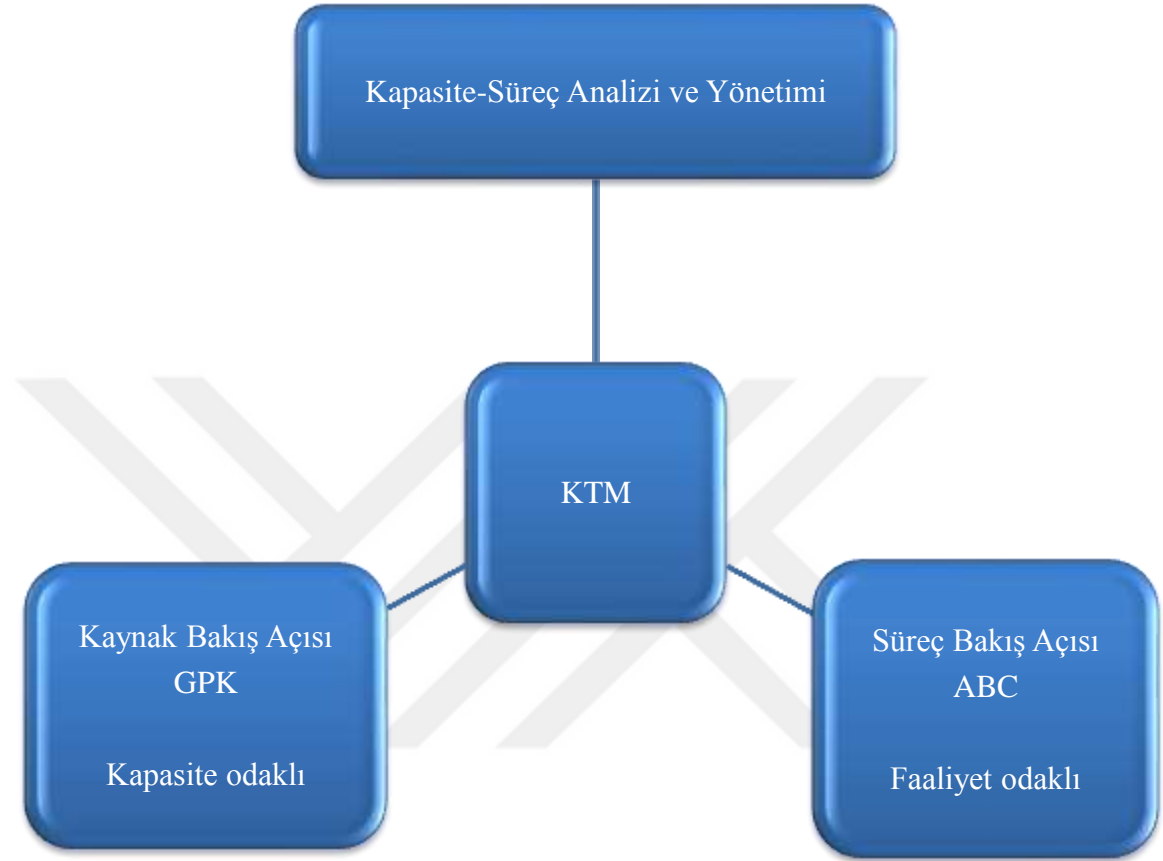 Kapasite-Süreç Analizi ve Yönetimi
KTM
Kaynak Bakış Açısı
GPK
Kapasite odaklı
Süreç Bakış Açısı
ABC
Faaliyet odaklı